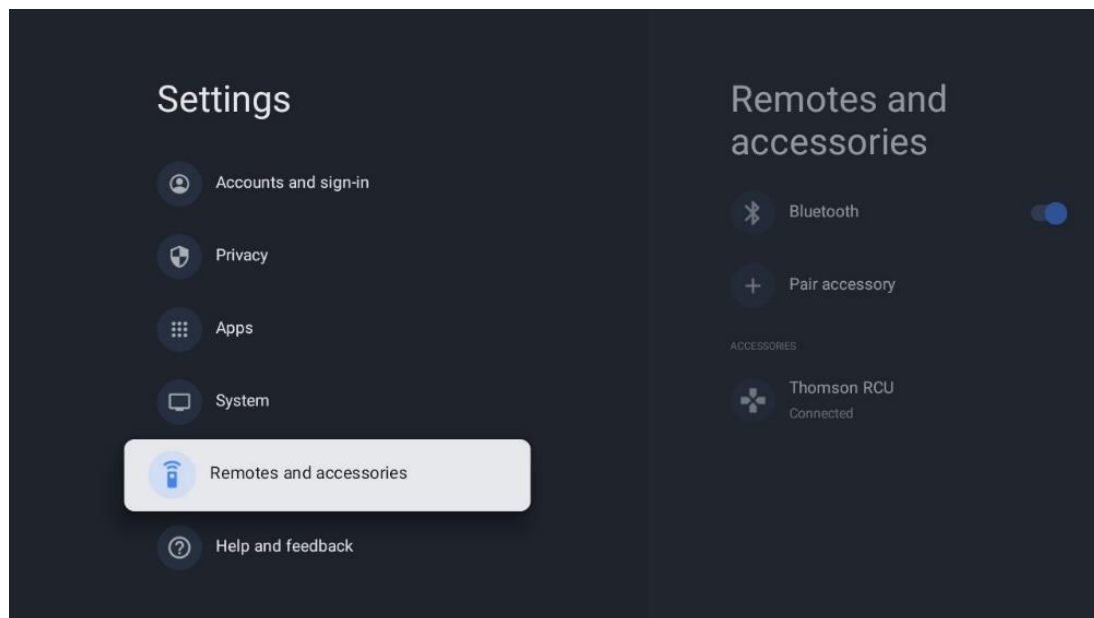 Settings
Accounts and sign-in
Privacy
Apps
System
Remotes and accessories
Help and feedback
Remotes and
accessories
Bluetooth
Pair accessory
ACCESSORIES
Thomson RCU
Connected